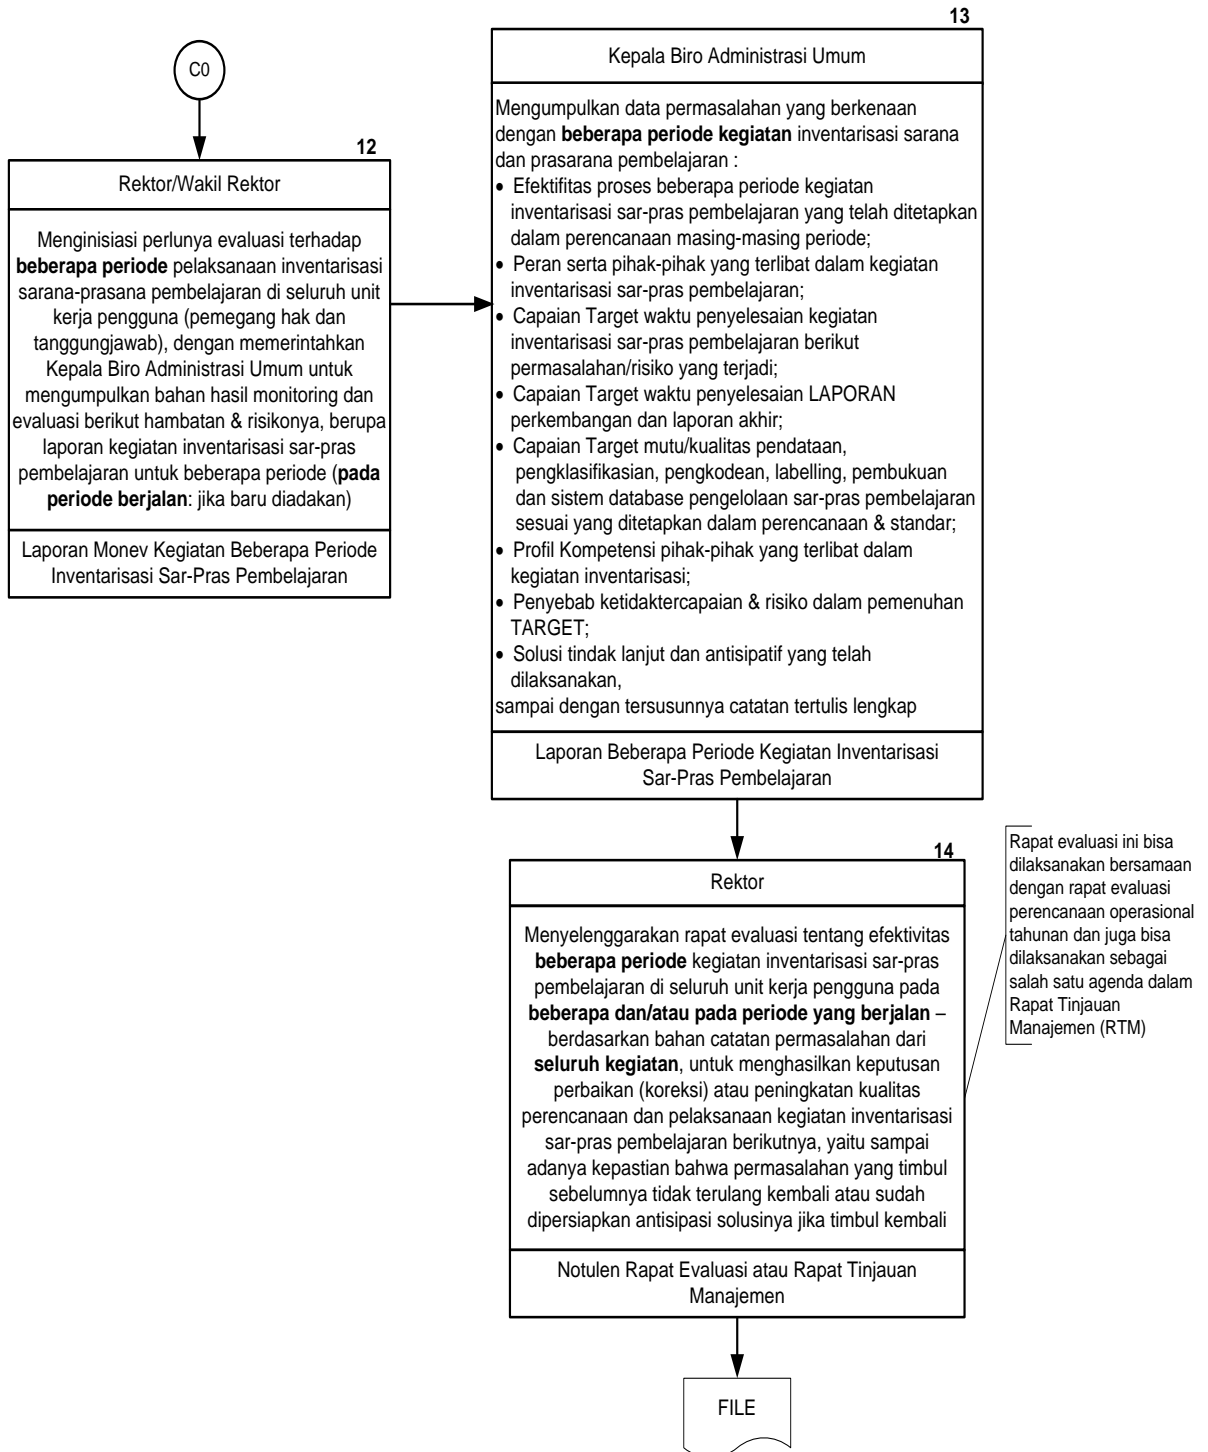 C0
12
Rektor/Wakil Rektor
Menginisiasi perlunya evaluasi terhadap
beberapa periode pelaksanaan inventarisasi
sarana-prasana pembelajaran di seluruh unit
kerja pengguna (pemegang hak dan
tanggungjawab), dengan memerintahkan
Kepala Biro Administrasi Umum untuk
mengumpulkan bahan hasil monitoring dan
evaluasi berikut hambatan & risikonya, berupa
laporan kegiatan inventarisasi sar-pras
pembelajaran untuk beberapa periode (pada
periode berjalan: jika baru diadakan)
Laporan Monev Kegiatan Beberapa Periode
Inventarisasi Sar-Pras Pembelajaran
13
Kepala Biro Administrasi Umum
Mengumpulkan data permasalahan yang berkenaan
dengan beberapa periode kegiatan inventarisasi sarana
dan prasarana pembelajaran :
• Efektifitas proses beberapa periode kegiatan
inventarisasi sar-pras pembelajaran yang telah ditetapkan
dalam perencanaan masing-masing periode;
• Peran serta pihak-pihak yang terlibat dalam kegiatan
inventarisasi sar-pras pembelajaran;
• Capaian Target waktu penyelesaian kegiatan
inventarisasi sar-pras pembelajaran berikut
permasalahan/risiko yang terjadi;
• Capaian Target waktu penyelesaian LAPORAN
perkembangan dan laporan akhir;
• Capaian Target mutu/kualitas pendataan,
pengklasifikasian, pengkodean, labelling, pembukuan
dan sistem database pengelolaan sar-pras pembelajaran
sesuai yang ditetapkan dalam perencanaan & standar;
• Profil Kompetensi pihak-pihak yang terlibat dalam
kegiatan inventarisasi;
• Penyebab ketidaktercapaian & risiko dalam pemenuhan
TARGET;
• Solusi tindak lanjut dan antisipatif yang telah
dilaksanakan,
sampai dengan tersusunnya catatan tertulis lengkap
Laporan Beberapa Periode Kegiatan Inventarisasi
Sar-Pras Pembelajaran
14
Rektor
Menyelenggarakan rapat evaluasi tentang efektivitas
beberapa periode kegiatan inventarisasi sar-pras
pembelajaran di seluruh unit kerja pengguna pada
beberapa dan/atau pada periode yang berjalan –
berdasarkan bahan catatan permasalahan dari
seluruh kegiatan, untuk menghasilkan keputusan
perbaikan (koreksi) atau peningkatan kualitas
perencanaan dan pelaksanaan kegiatan inventarisasi
sar-pras pembelajaran berikutnya, yaitu sampai
adanya kepastian bahwa permasalahan yang timbul
sebelumnya tidak terulang kembali atau sudah
dipersiapkan antisipasi solusinya jika timbul kembali
Notulen Rapat Evaluasi atau Rapat Tinjauan
Manajemen
Rapat evaluasi ini bisa
dilaksanakan bersamaan
dengan rapat evaluasi
perencanaan operasional
tahunan dan juga bisa
dilaksanakan sebagai
salah satu agenda dalam
Rapat Tinjauan
Manajemen (RTM)
FILE